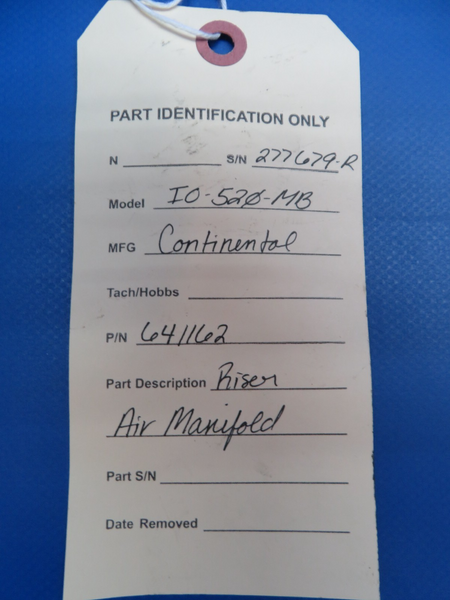 PART IDENTIFICATION ONLY
N S/N 277679-R
Model IO-520-MB
MFG Continental
Tach/Hobbs
P/N 641162
Part Description Riser
Air Manifold
Part S/N
Date Removed